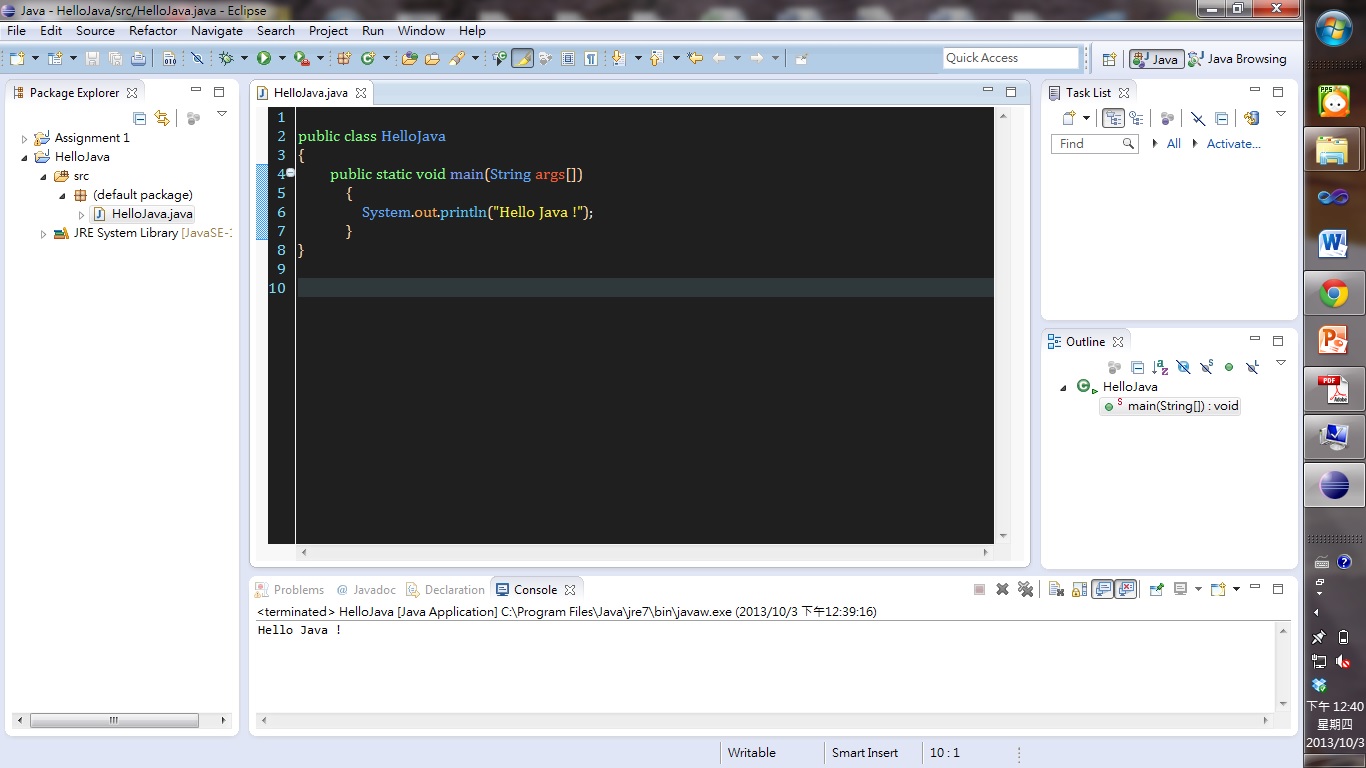 Java - HelloJava/src/HelloJava.java - Eclipse
File Edit Source Refactor Navigate Search Project Run Window Help
Quick Access
Java
Java Browsing
Package Explorer
Assignment 1
HelloJava
src
(default package)
HelloJava.java
JRE System Library [JavaSE-1
HelloJava.java
1
2 public class HelloJava
3 {
4 public static void main(String args[])
5 {
6 System.out.println("Hello Java !");
7 }
8 }
9
10
Task List
Find
All
Activate...
Outline
HelloJava
main(String[]) : void
Problems @ Javadoc Declaration Console
<terminated> HelloJava [Java Application] C:\Program Files\Java\jre7\bin\javaw.exe (2013/10/3 下午12:39:16)
Hello Java !
Writable
Smart Insert
10 : 1
PPS
PDF
Adobe
下午 12:40
星期四
2013/10/3